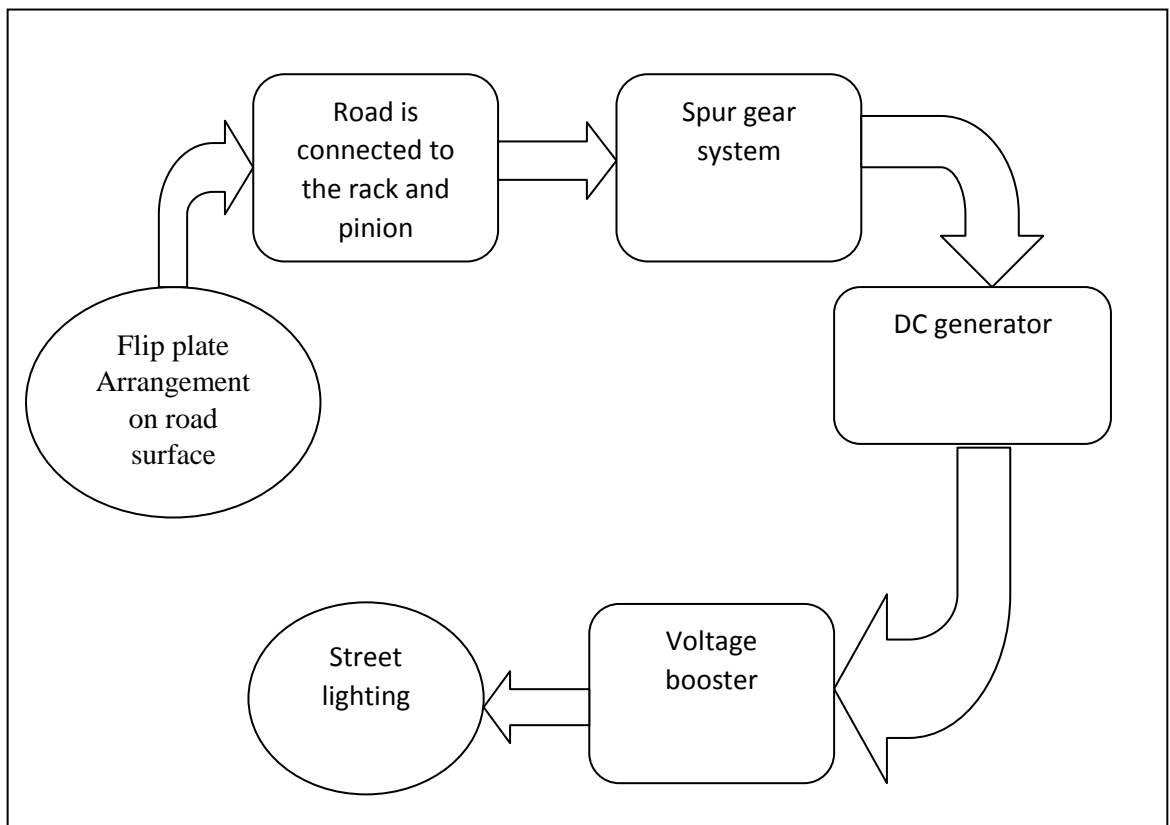 Road is
connected to
the rack and
pinion
Spur gear
system
DC generator
Flip plate
Arrangement
on road
surface
Street
lighting
Voltage
booster